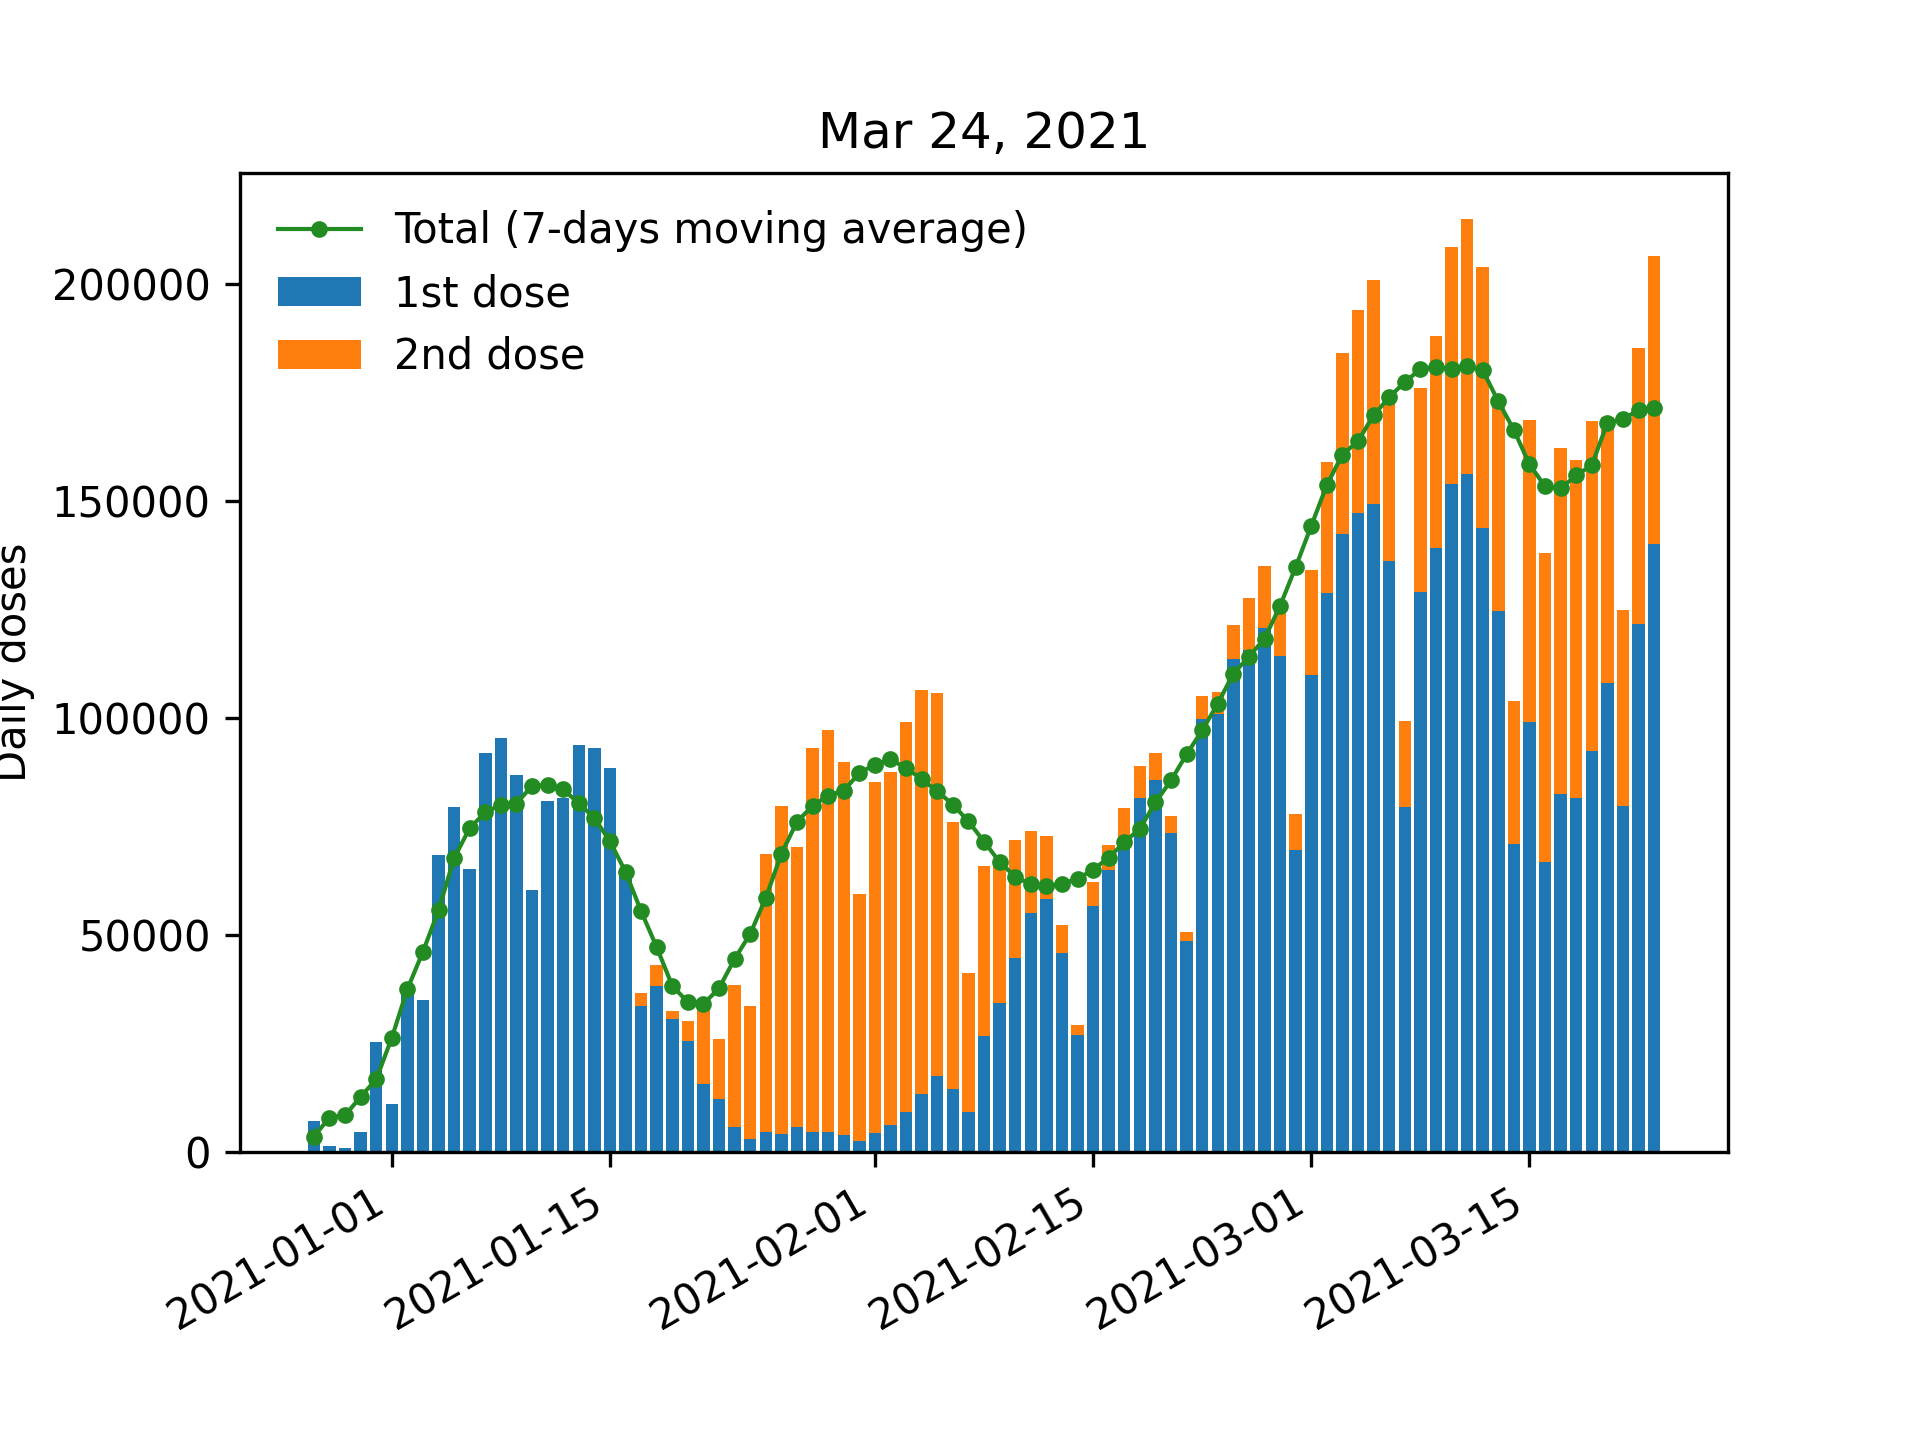 Mar 24, 2021
Total (7-days moving average)
1st dose
2nd dose
Daily doses
200000
150000
100000
50000
0
2021-01-01
2021-01-15
2021-02-01
2021-02-15
2021-03-01
2021-03-15